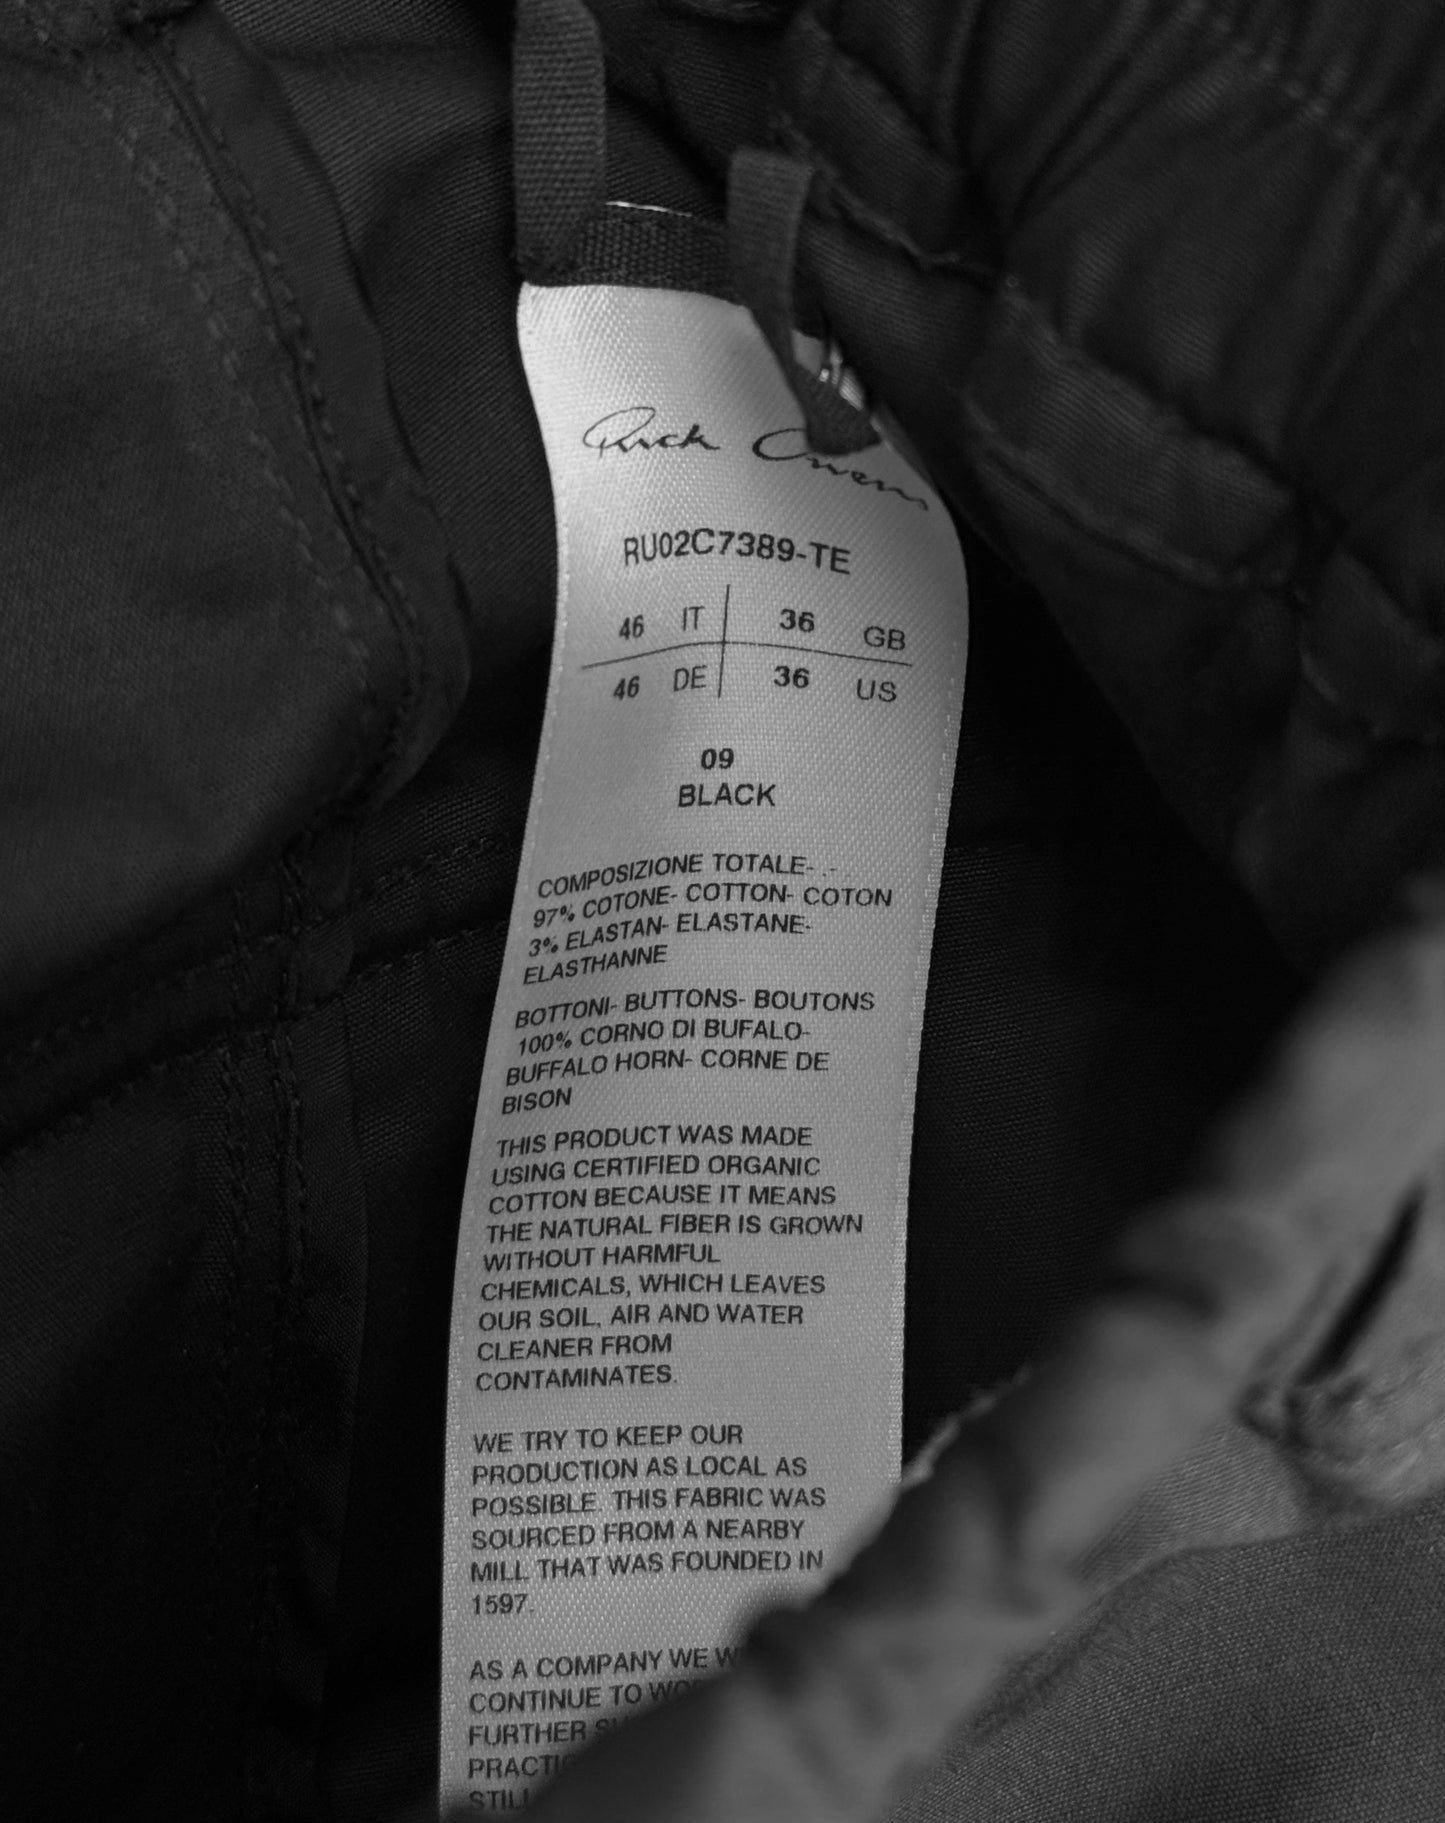 Rick Owens
RU02C7389-TE
46 IT 36 GB
46 DE 36 US
09
BLACK
COMPOSIZIONE TOTALE- .-
97% COTONE- COTTON- COTON
3% ELASTAN- ELASTANE-
ELASTHANNE
BOTTONI- BUTTONS- BOUTONS
100% CORNO DI BUFALO-
BUFFALO HORN- CORNE DE
BISON
THIS PRODUCT WAS MADE
USING CERTIFIED ORGANIC
COTTON BECAUSE IT MEANS
THE NATURAL FIBER IS GROWN
WITHOUT HARMFUL
CHEMICALS, WHICH LEAVES
OUR SOIL, AIR AND WATER
CLEANER FROM
CONTAMINATES.
WE TRY TO KEEP OUR
PRODUCTION AS LOCAL AS
POSSIBLE. THIS FABRIC WAS
SOURCED FROM A NEARBY
MILL THAT WAS FOUNDED IN
1597.
AS A COMPANY WE
CONTINUE TO
FURTHER
STILL